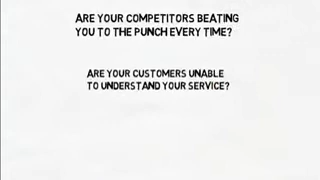 ARE YOUR COMPETITORS BEATING
YOU TO THE PUNCH EVERY TIME?
ARE YOUR CUSTOMERS UNABLE
TO UNDERSTAND YOUR SERVICE?